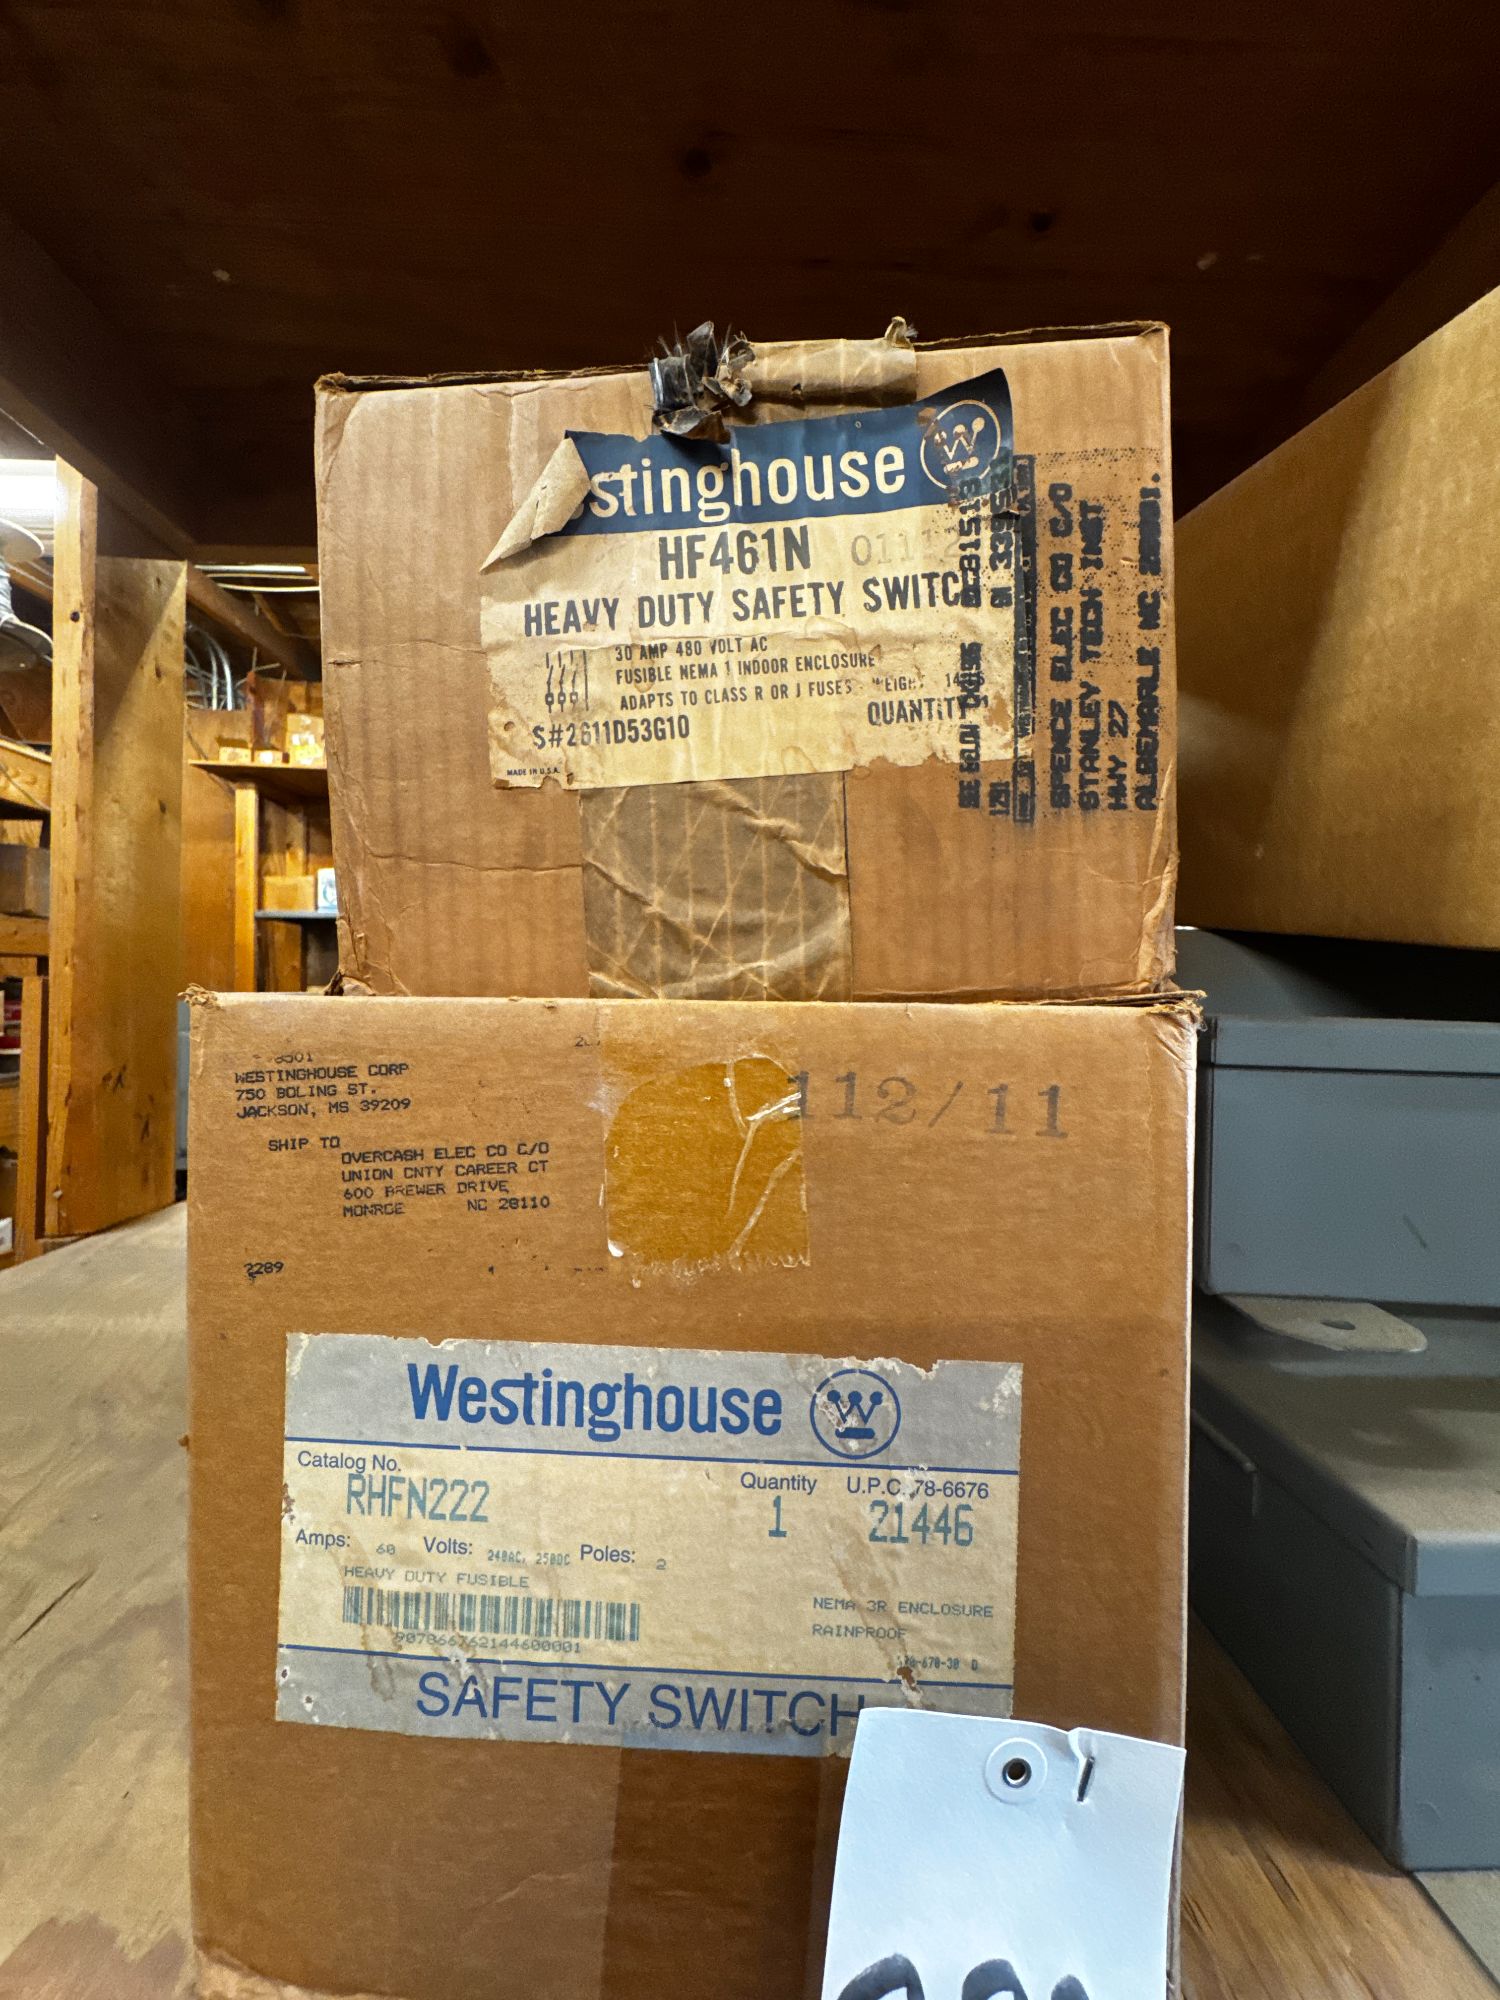 stinghouse
HF461N 01112
HEAVY DUTY SAFETY SWITC
30 AMP 480 VOLT AC
FUSIBLE NEMA 1 INDOOR ENCLOSURE
ADAPTS TO CLASS R OR J FUSES
S#2611D53G10
MADE IN U.S.A.
SPENCE ELEC CO C/O
STANLEY TECH INST
HWY 27
ALBEMARLE NC
1791
WESTINGHOUSE CORP
750 BOLING ST.
JACKSON, MS 39209
SHIP TO
OVERCASH ELEC CO C/O
UNION CNTY CAREER CT
600 BREWER DRIVE
MONROE NC 28110
2289
112/11
Westinghouse
W
Catalog No.
RHFN222
Quantity
1
U.P.C. 78-6676
21446
Amps: 60 Volts: 240AC, 250DC Poles: 2
HEAVY DUTY FUSIBLE
NEMA 3R ENCLOSURE
RAINPROOF
907866762144600001
SAFETY SWITCH